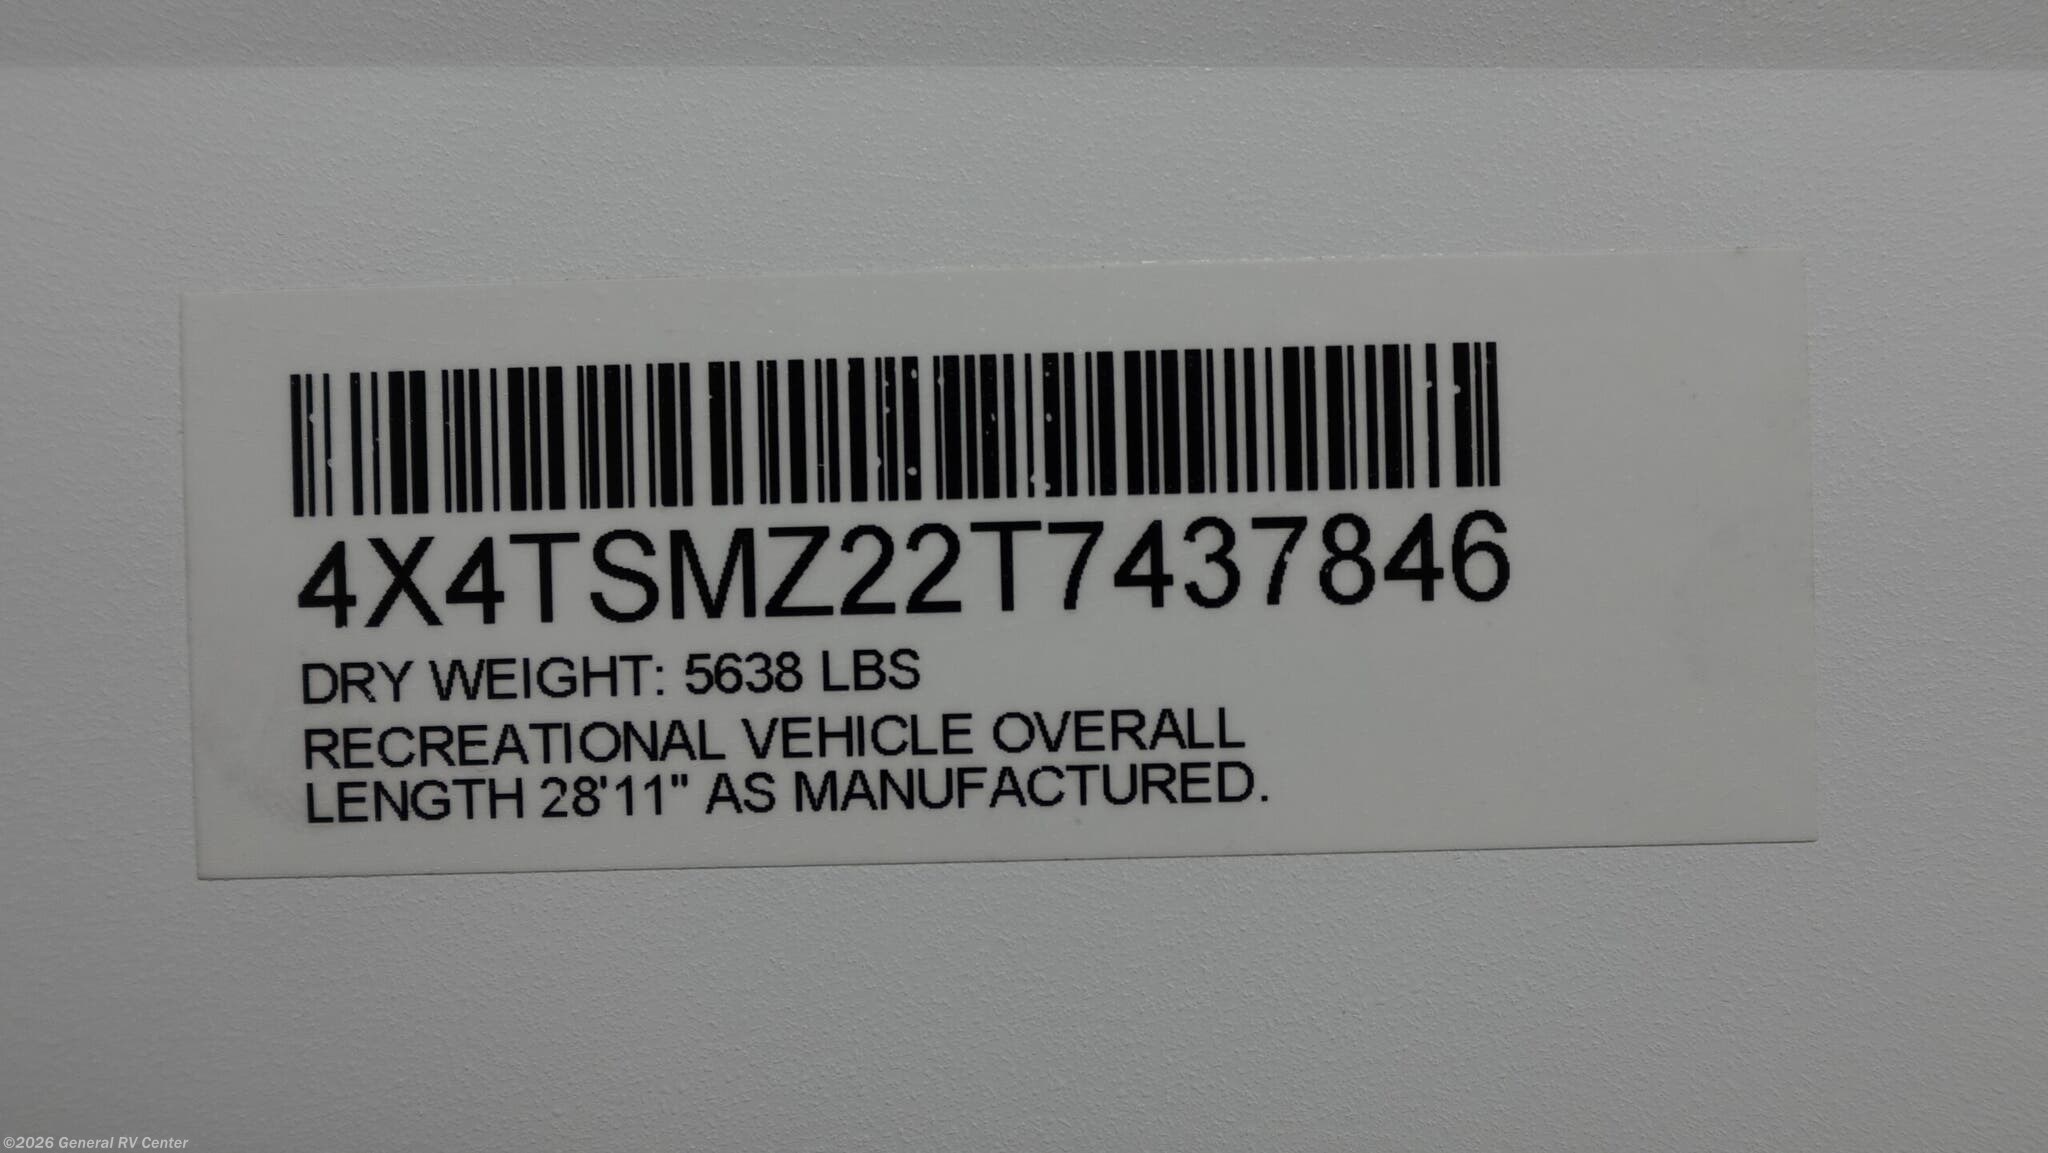 4X4TSMZ22T7437846
DRY WEIGHT: 5638 LBS
RECREATIONAL VEHICLE OVERALL
LENGTH 28'11" AS MANUFACTURED.
©2026 General RV Center